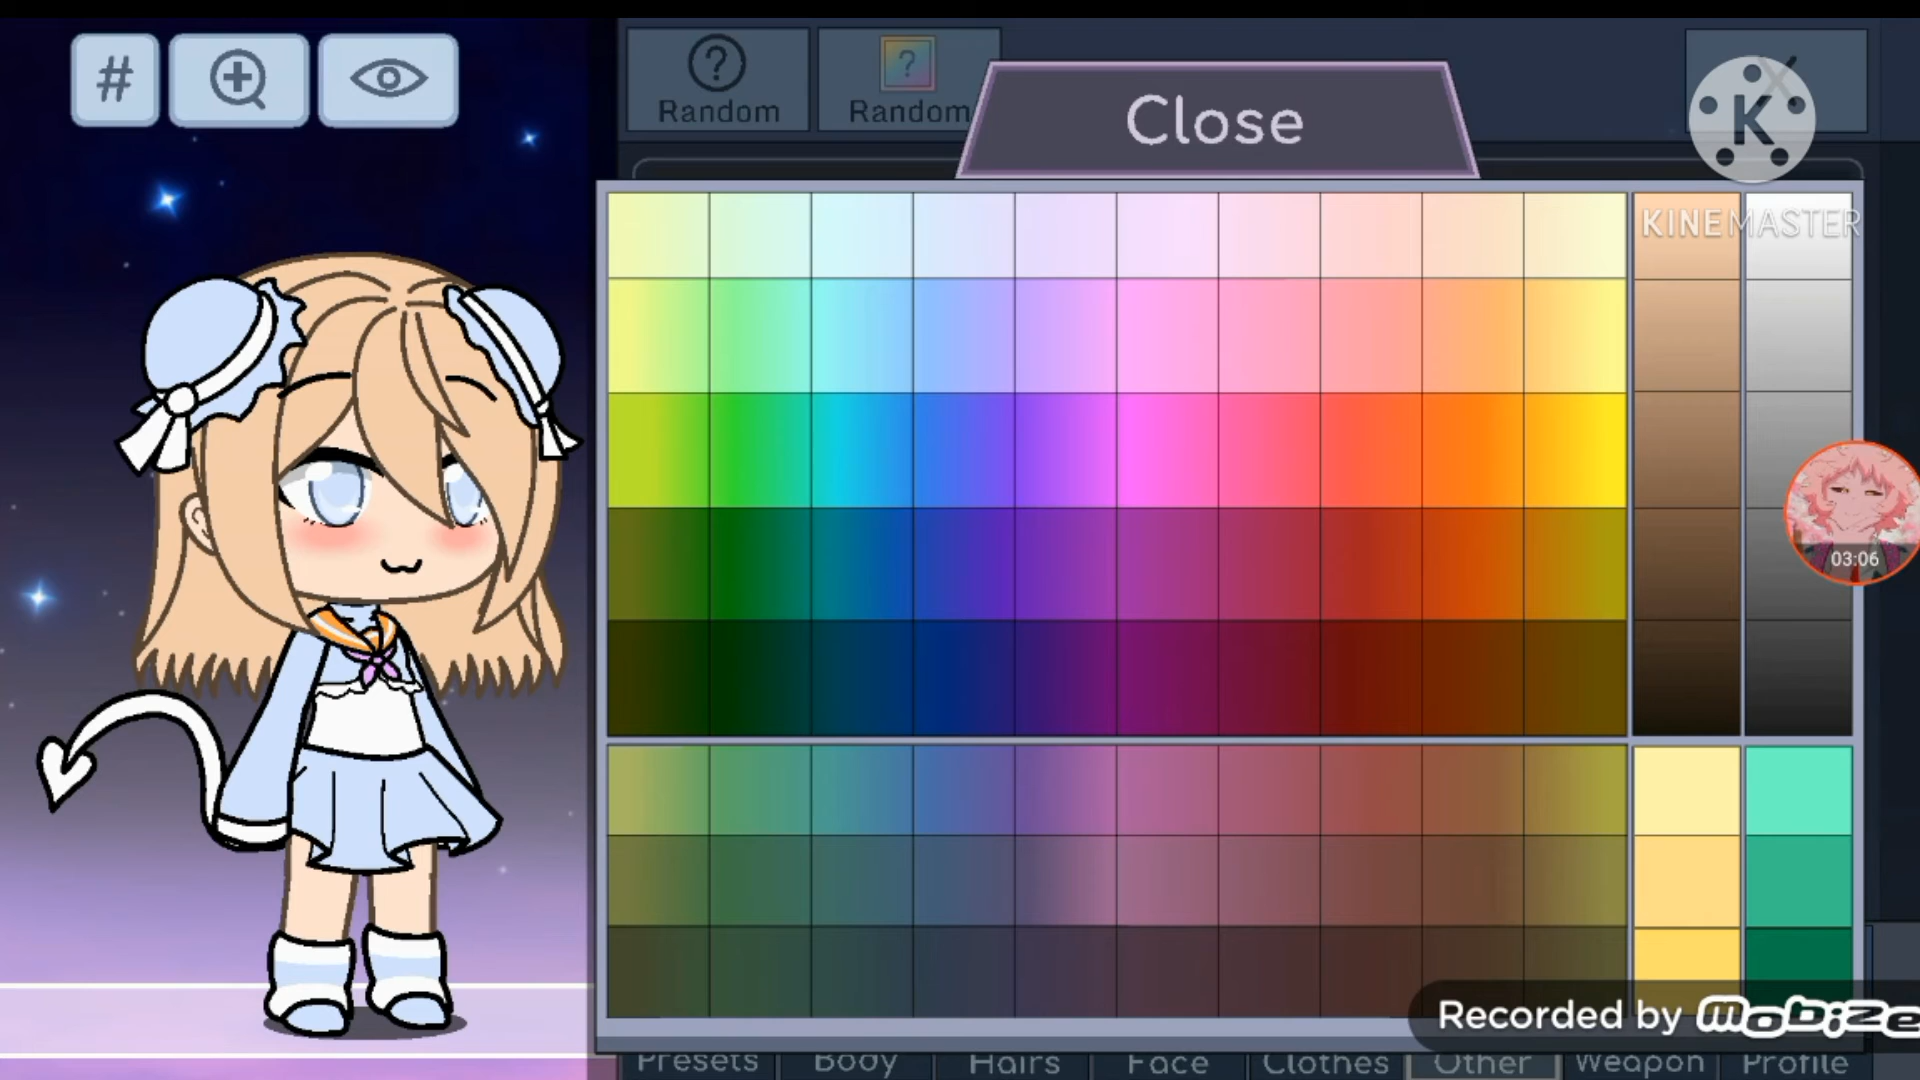 #
? Random
? Random
Close
X
K
KINEMASTER
03:06
Recorded by
Presets Body Hairs Face Clothes Other Weapon Profile